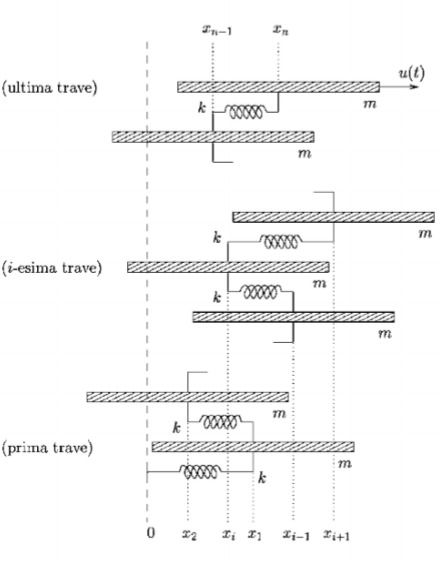 x_{n-1} x_n
u(t)
(ultima trave)
k m
m
k m
(i-esima trave) m
k
m
m
k
(prima trave) m
k
0 x_2 x_i x_1 x_{i-1} x_{i+1}